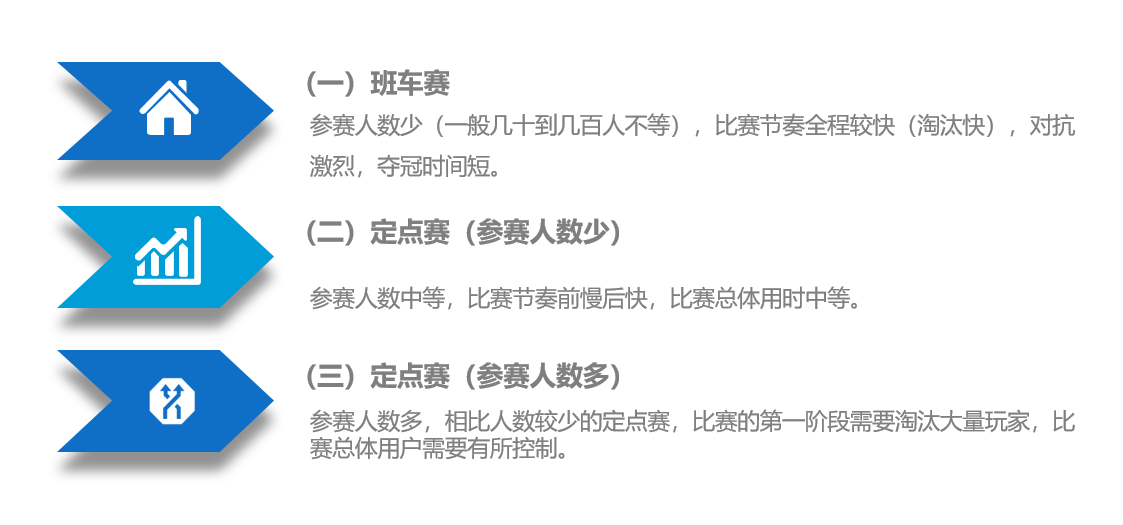 （一）班车赛
参赛人数少（一般几十到几百人不等），比赛节奏全程较快（淘汰快），对抗
激烈，夺冠时间短。
（二）定点赛（参赛人数少）
参赛人数中等，比赛节奏前慢后快，比赛总体用时中等。
（三）定点赛（参赛人数多）
参赛人数多，相比人数较少的定点赛，比赛的第一阶段需要淘汰大量玩家，比
赛总体用户需要有所控制。